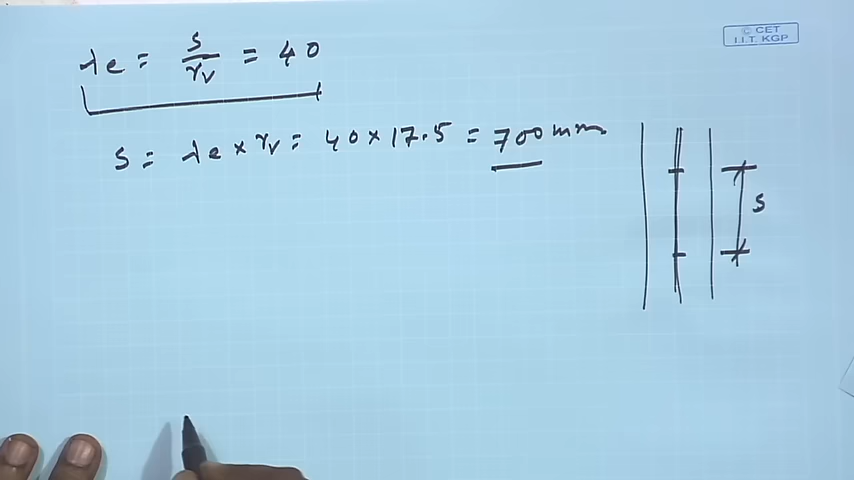 © CET
I.I.T. KGP
λe = S/rv = 40
S = λe × rv = 40 × 17.5 = 700 mm
S